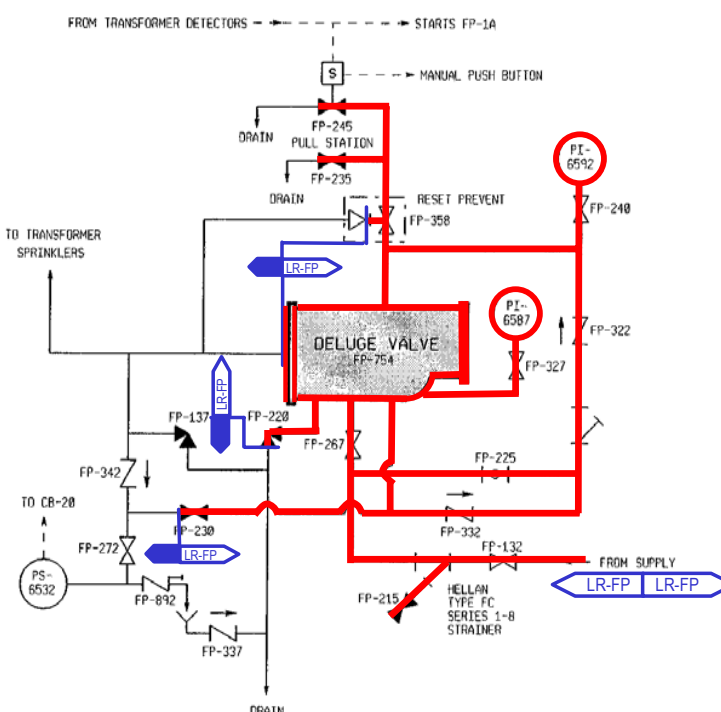 FROM TRANSFORMER DETECTORS
STARTS FP-1A
S
MANUAL PUSH BUTTON
DRAIN
FP-245
PULL STATION
FP-235
DRAIN
PI-
6592
RESET PREVENT
FP-358
FP-240
TO TRANSFORMER
SPRINKLERS
LR-FP
PI-
6587
FP-322
DELUGE VALVE
FP-754
FP-327
LR-FP
FP-137
FP-220
FP-267
FP-225
FP-342
TO CB-20
FP-230
FP-332
FP-272
LR-FP
FP-132
FROM SUPPLY
PS-
6532
LR-FP
LR-FP
FP-892
FP-215
HELLAN
TYPE FC
SERIES 1-8
STRAINER
FP-337
DRAIN